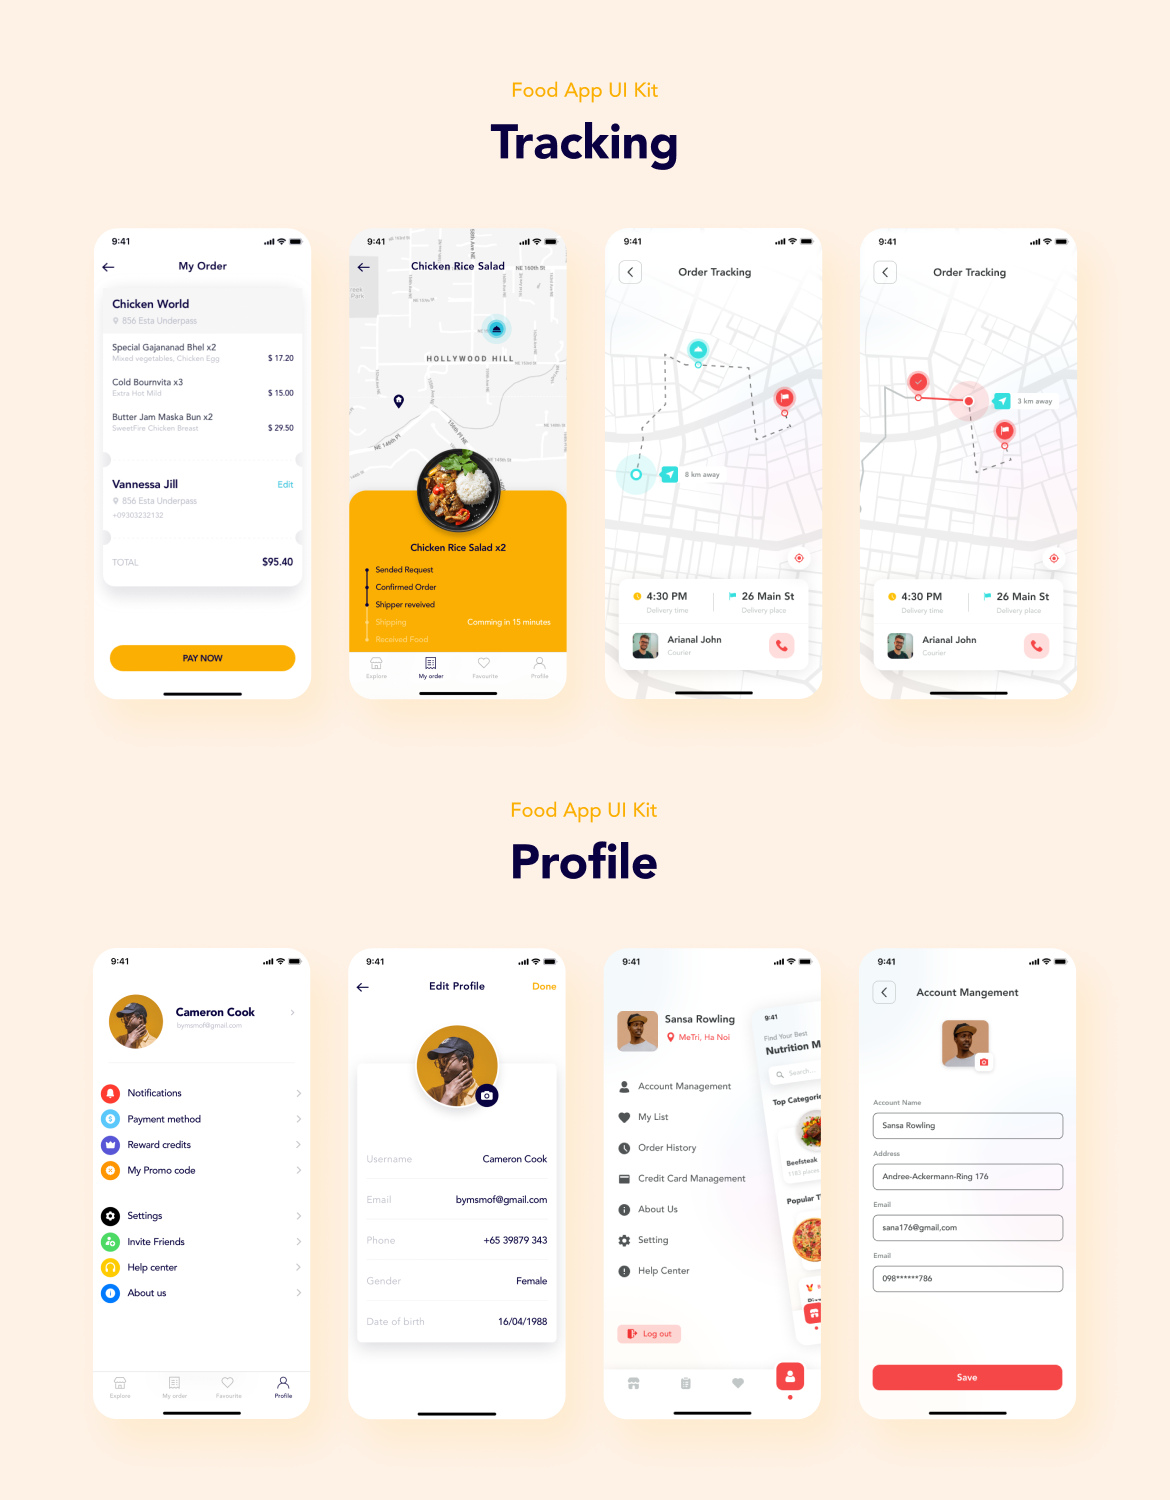 Food App UI Kit
Tracking
9:41
My Order
Chicken World
856 Esta Underpass
Special Gajananad Bhel x2
Mixed vegetables, Chicken Egg
$ 17.20
Cold Bournvita x3
Extra Hot Mild
$ 15.00
Butter Jam Maska Bun x2
SweetFire Chicken Breast
$ 29.50
Vannessa Jill
Edit
856 Esta Underpass
+09303232132
TOTAL
$95.40
PAY NOW
9:41
Chicken Rice Salad
NE 160th St
HOLLYWOOD HILL
NE 146th Pl
156th Pl NE
Chicken Rice Salad x2
Sended Request
Confirmed Order
Shipper reveived
Shipping
Comming in 15 minutes
Received Food
Explore
My order
Favourite
Profile
9:41
Order Tracking
8 km away
4:30 PM
Delivery time
26 Main St
Delivery place
Arianal John
Courier
9:41
Order Tracking
3 km away
4:30 PM
Delivery time
26 Main St
Delivery place
Arianal John
Courier
Food App UI Kit
Profile
9:41
Cameron Cook
bymsmof@gmail.com
Notifications
Payment method
Reward credits
My Promo code
Settings
Invite Friends
Help center
About us
Explore
My order
Favourite
Profile
9:41
Edit Profile
Done
Username
Cameron Cook
Email
bymsmof@gmail.com
Phone
+65 39879 343
Gender
Female
Date of birth
16/04/1988
9:41
Sansa Rowling
MeTri, Ha Noi
Account Management
My List
Order History
Credit Card Management
About Us
Setting
Help Center
Log out
9:41
Find Your Best
Nutrition M
Search...
Top Categorie
Beefsteak
1183 places
Popular T
9:41
Account Mangement
Account Name
Sansa Rowling
Address
Andree-Ackermann-Ring 176
Email
sana176@gmail,com
Email
098******786
Save